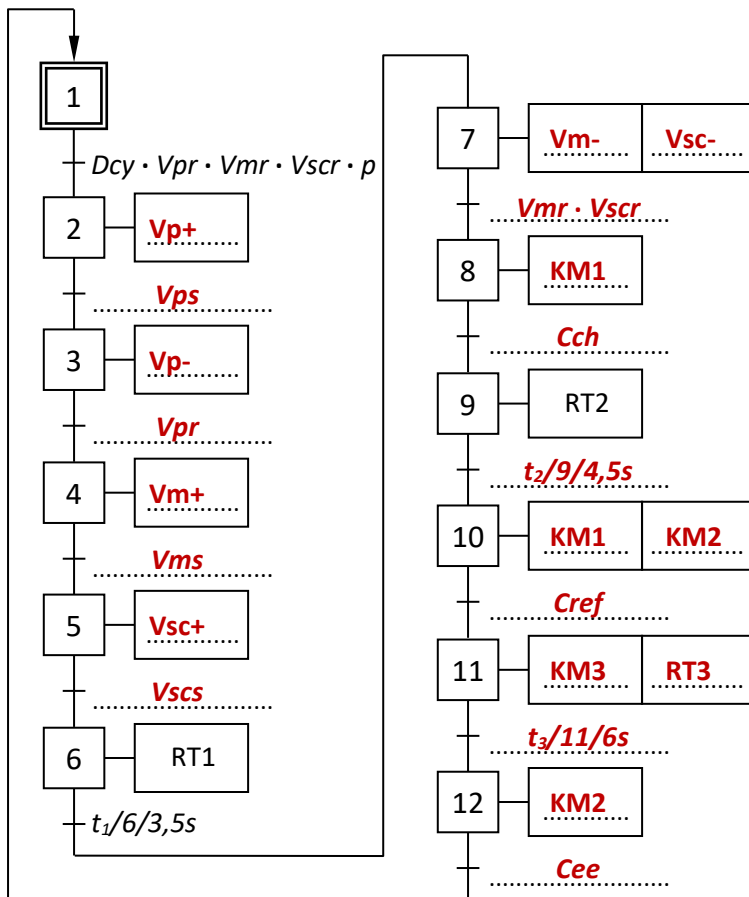 1
Dcy · Vpr · Vmr · Vscr · p
2 Vp+
Vps
3 Vp-
Vpr
4 Vm+
Vms
5 Vsc+
Vscs
6 RT1
t₁/6/3,5s
7 Vm- Vsc-
Vmr · Vscr
8 KM1
Cch
9 RT2
t₂/9/4,5s
10 KM1 KM2
Cref
11 KM3 RT3
t₃/11/6s
12 KM2
Cee